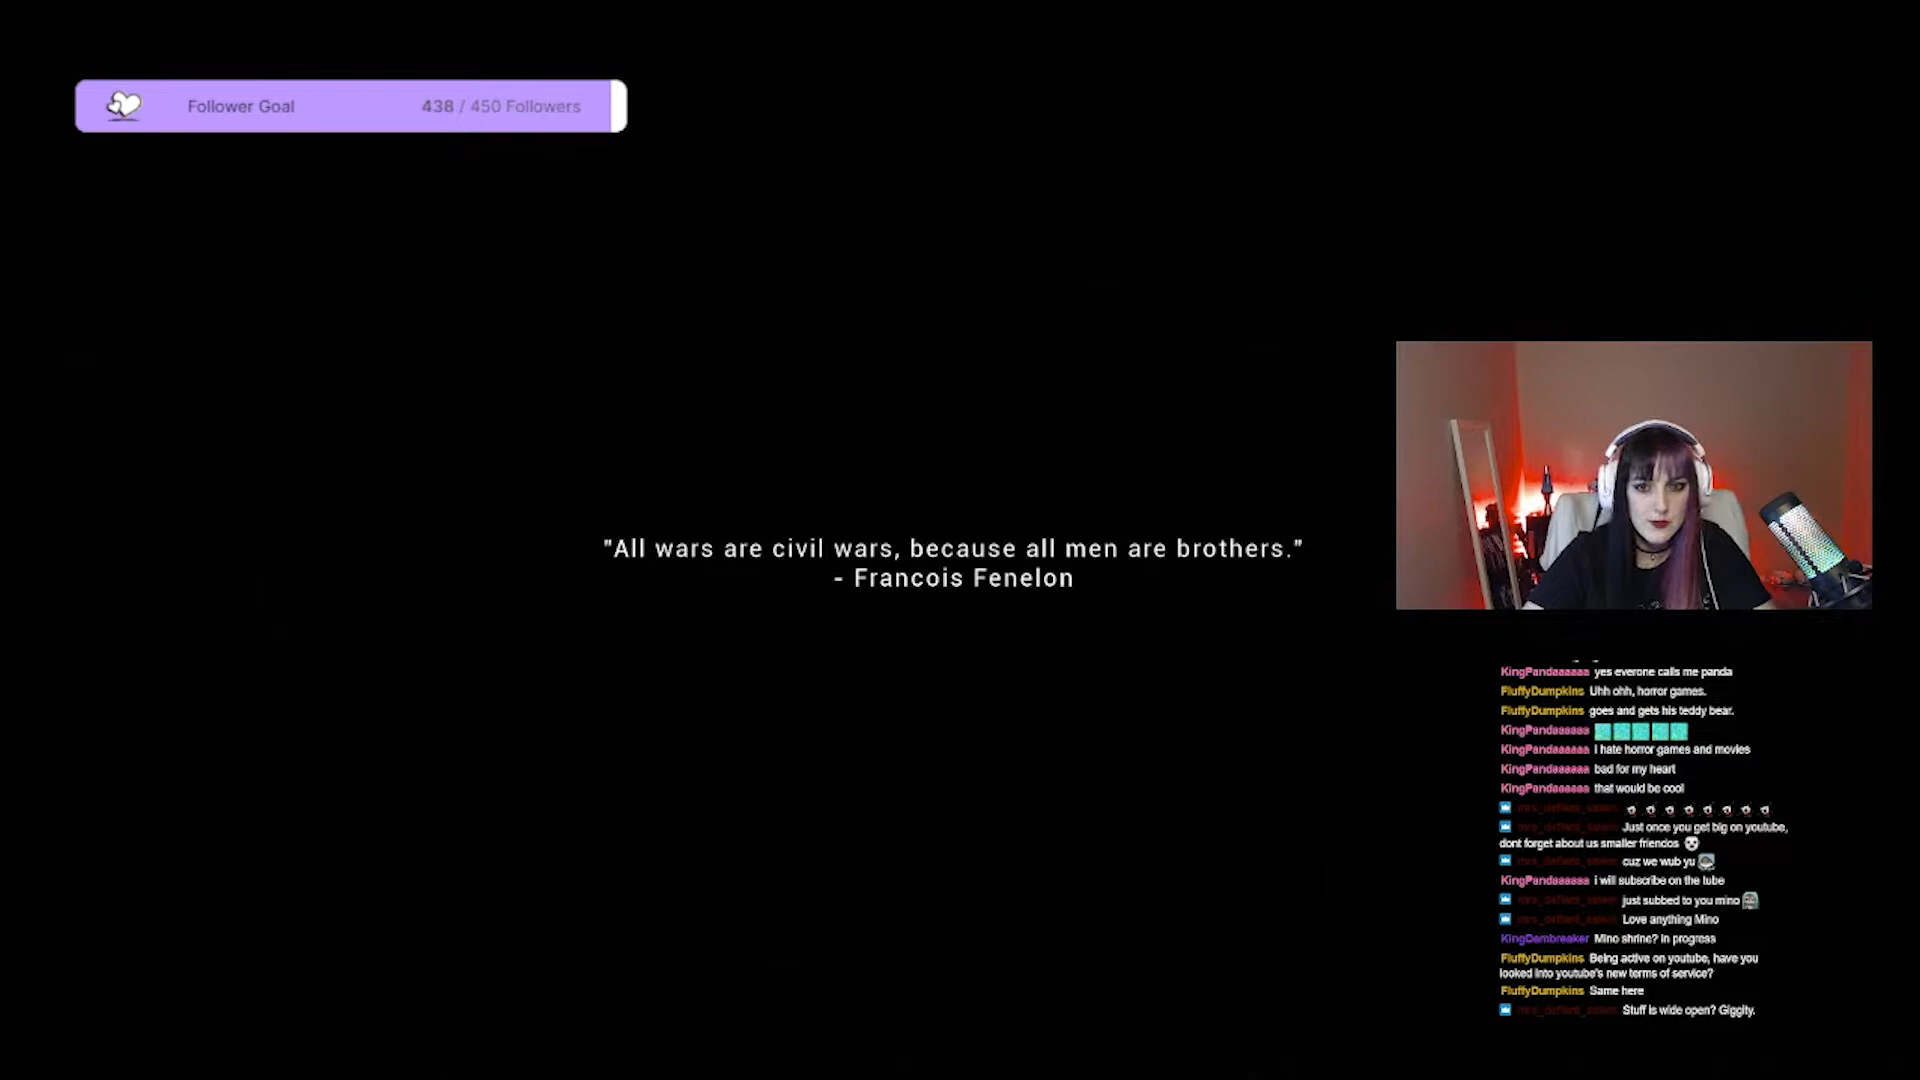 Follower Goal 438 / 450 Followers
"All wars are civil wars, because all men are brothers."
- Francois Fenelon
KingPandaaaaaa yes everone calls me panda
FluffyDumpkins Uhh ohh, horror games.
FluffyDumpkins goes and gets his teddy bear.
KingPandaaaaaa
KingPandaaaaaa I hate horror games and movies
KingPandaaaaaa bad for my heart
KingPandaaaaaa that would be cool
Just once you get big on youtube,
dont forget about us smaller friendos
cuz we wub yu
KingPandaaaaaa i will subscribe on the tube
just subbed to you mino
Love anything Mino
KingDambreaker Mino shrine? in progress
FluffyDumpkins Being active on youtube, have you
looked into youtube's new terms of service?
FluffyDumpkins Same here
Stuff is wide open? Giggity.